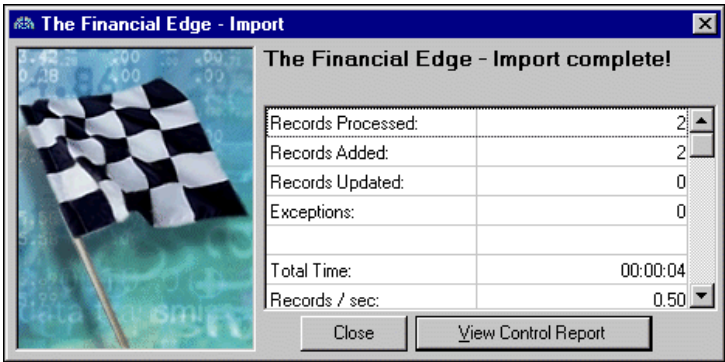 The Financial Edge - Import
The Financial Edge - Import complete!
Records Processed: 2
Records Added: 2
Records Updated: 0
Exceptions: 0
Total Time: 00:00:04
Records / sec: 0.50
Close
View Control Report